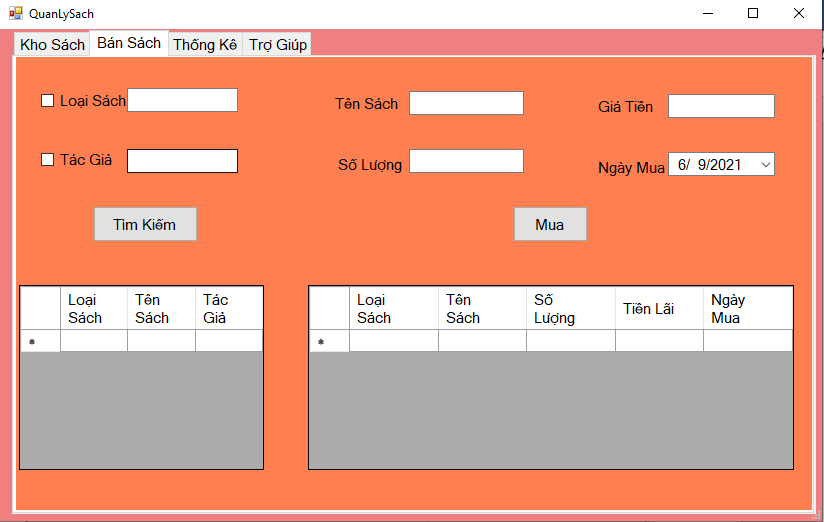 QuanLySach
Kho Sách Bán Sách Thống Kê Trợ Giúp
Loại Sách Tên Sách Giá Tiền
Tác Giả Số Lượng Ngày Mua 6/ 9/2021
Tìm Kiếm Mua
Loại Sách Tên Sách Tác Giả
Loại Sách Tên Sách Số Lượng Tiền Lãi Ngày Mua